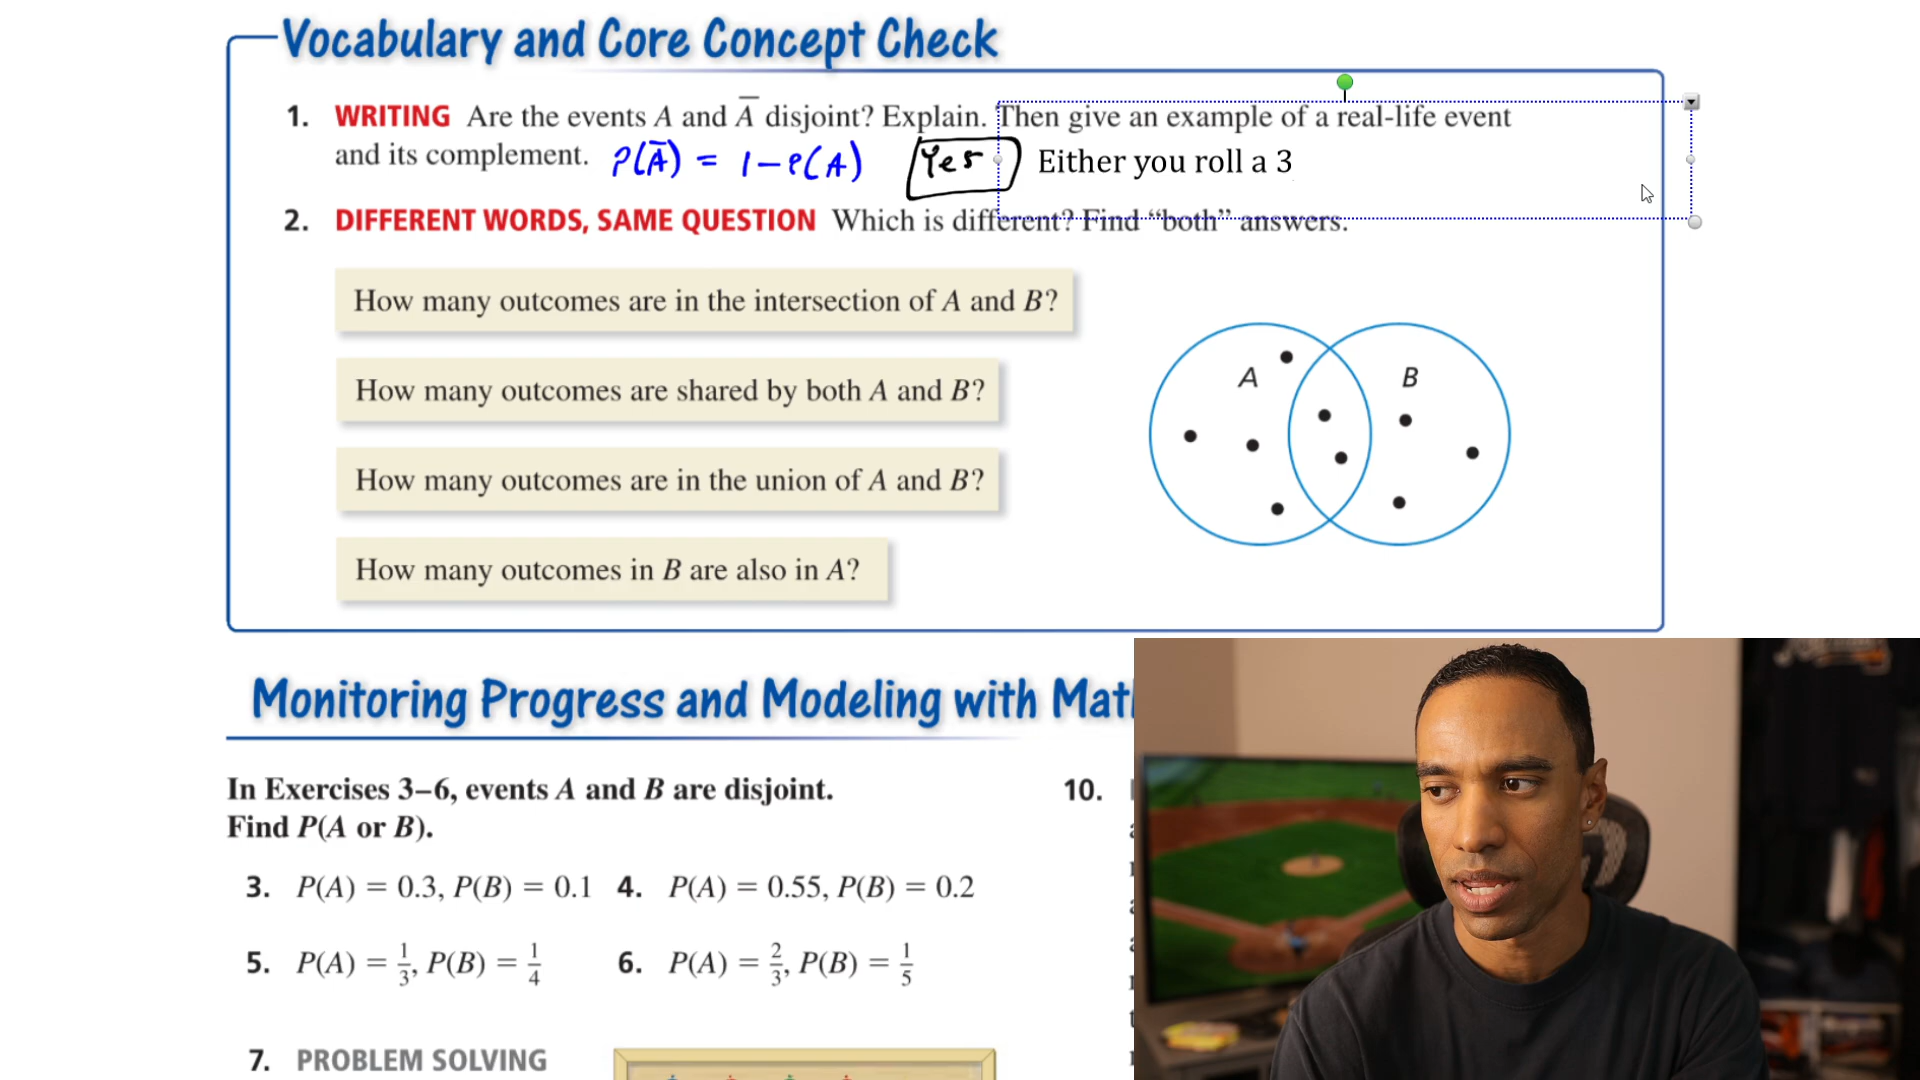 Vocabulary and Core Concept Check
1. WRITING Are the events A and A̅ disjoint? Explain. Then give an example of a real-life event
and its complement. P(A̅) = 1 − P(A) Yes Either you roll a 3
2. DIFFERENT WORDS, SAME QUESTION Which is different? Find “both” answers.
How many outcomes are in the intersection of A and B?
How many outcomes are shared by both A and B?
How many outcomes are in the union of A and B?
How many outcomes in B are also in A?
A B
Monitoring Progress and Modeling with
In Exercises 3–6, events A and B are disjoint.
Find P(A or B).
3. P(A) = 0.3, P(B) = 0.1 4. P(A) = 0.55, P(B) = 0.2
5. P(A) = 1/3, P(B) = 1/4 6. P(A) = 2/3, P(B) = 1/5
7. PROBLEM SOLVING
10.